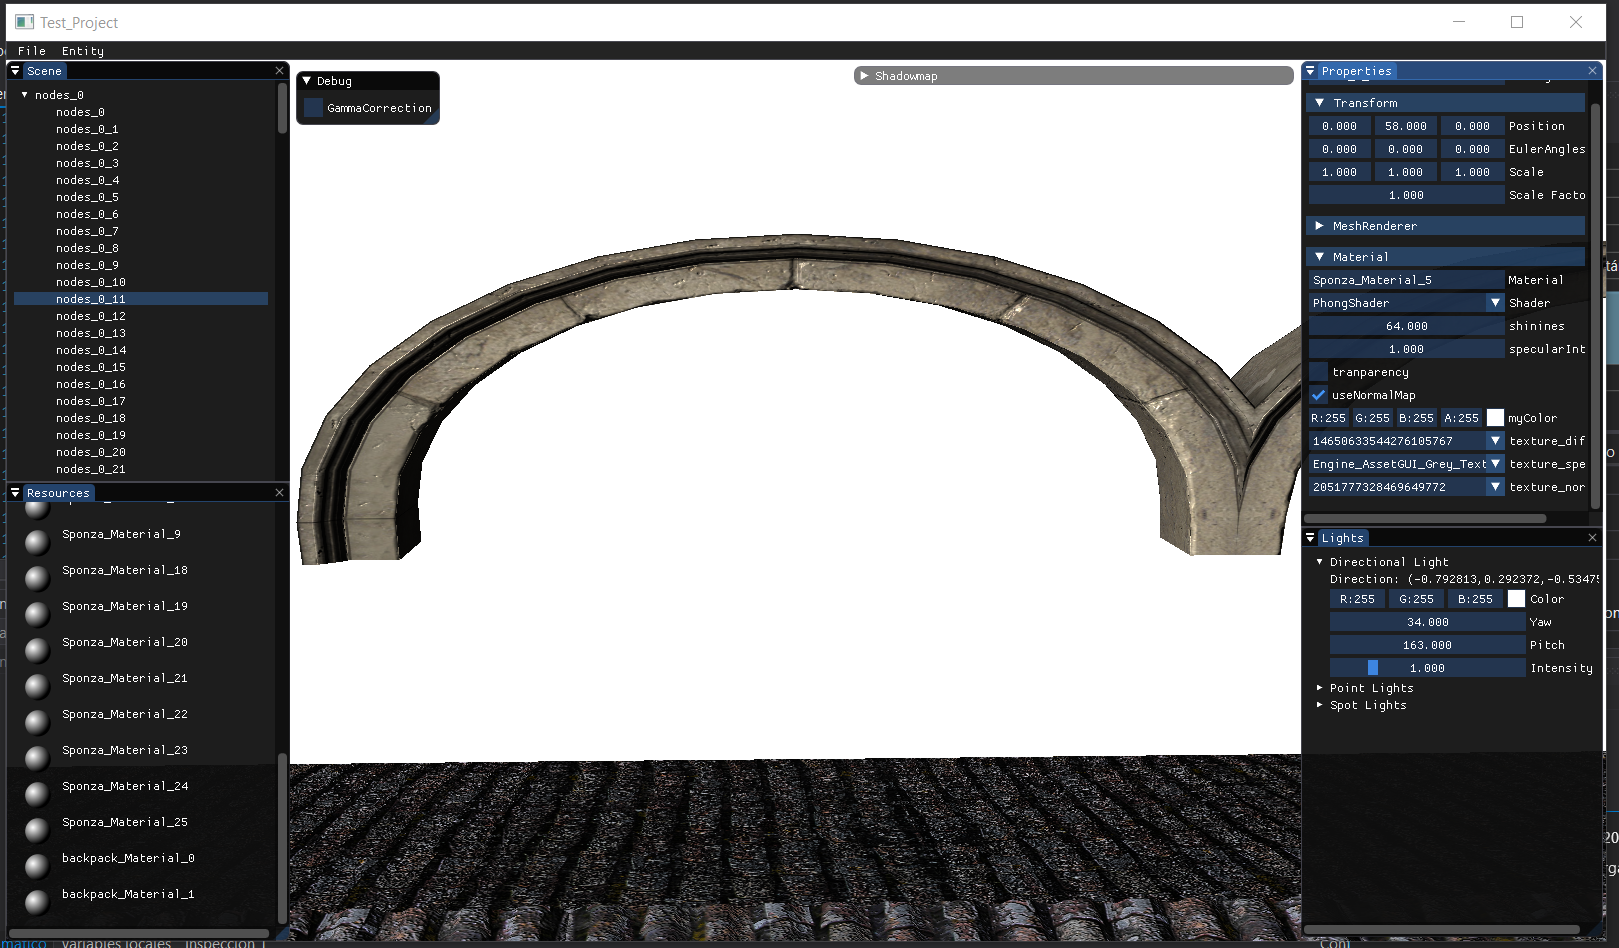 Test_Project
File Entity
Scene
nodes_0
nodes_0
nodes_0_1
nodes_0_2
nodes_0_3
nodes_0_4
nodes_0_5
nodes_0_6
nodes_0_7
nodes_0_8
nodes_0_9
nodes_0_10
nodes_0_11
nodes_0_12
nodes_0_13
nodes_0_14
nodes_0_15
nodes_0_16
nodes_0_17
nodes_0_18
nodes_0_19
nodes_0_20
nodes_0_21
Resources
Sponza_Material_9
Sponza_Material_18
Sponza_Material_19
Sponza_Material_20
Sponza_Material_21
Sponza_Material_22
Sponza_Material_23
Sponza_Material_24
Sponza_Material_25
backpack_Material_0
backpack_Material_1
Debug
GammaCorrection
Shadowmap
Properties
Transform
0.000 58.000 0.000 Position
0.000 0.000 0.000 EulerAngles
1.000 1.000 1.000 Scale
1.000 Scale Facto
MeshRenderer
Material
Sponza_Material_5 Material
PhongShader Shader
64.000 shinines
1.000 specularInt
tranparency
useNormalMap
R:255 G:255 B:255 A:255 myColor
14650633544276105767 texture_dif
Engine_AssetGUI_Grey_Text texture_spe
2051777328469649772 texture_nor
Lights
Directional Light
Direction: (-0.792813,0.292372,-0.5347
R:255 G:255 B:255 Color
34.000 Yaw
163.000 Pitch
1.000 Intensity
Point Lights
Spot Lights